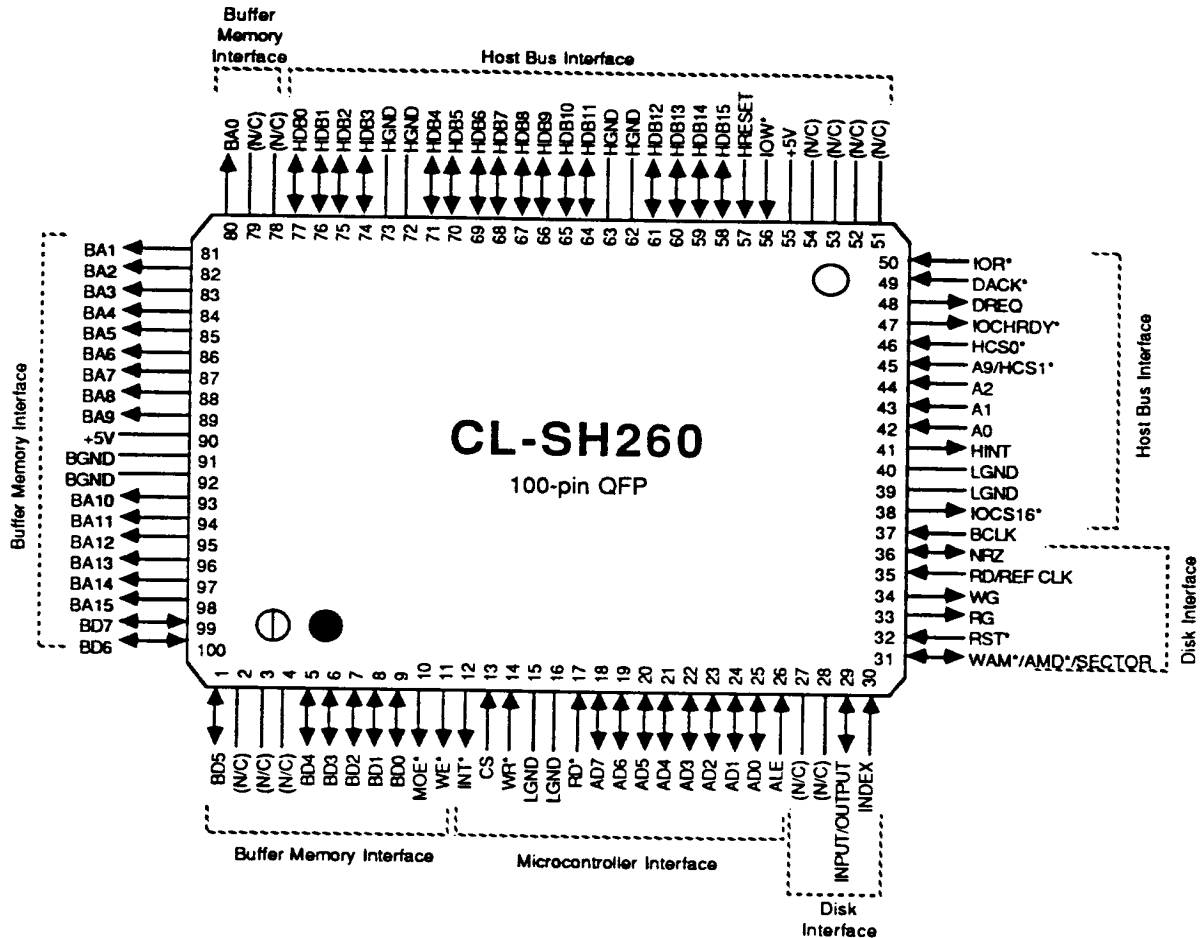 Buffer
Memory
Interface
Host Bus Interface
BA0
(N/C)
(N/C)
HDB0
HDB1
HDB2
HDB3
HGND
HGND
HDB4
HDB5
HDB6
HDB7
HDB8
HDB9
HDB10
HDB11
HGND
HGND
HDB12
HDB13
HDB14
HDB15
HRESET
IOW*
+5V
(N/C)
(N/C)
(N/C)
(N/C)
80 79 78 77 76 75 74 73 72 71 70 69 68 67 66 65 64 63 62 61 60 59 58 57 56 55 54 53 52 51
Buffer Memory Interface
BA1 81
BA2 82
BA3 83
BA4 84
BA5 85
BA6 86
BA7 87
BA8 88
BA9 89
+5V 90
BGND 91
BGND 92
BA10 93
BA11 94
BA12 95
BA13 96
BA14 97
BA15 98
BD7 99
BD6 100
CL-SH260
100-pin QFP
50 IOR*
49 DACK*
48 DREQ
47 IOCHRDY*
46 HCS0*
45 A9/HCS1*
44 A2
43 A1
42 A0
41 HINT
40 LGND
39 LGND
38 IOCS16*
37 BCLK
36 NRZ
35 RD/REF CLK
34 WG
33 RG
32 RST*
31 WAM*/AMD*/SECTOR
Host Bus Interface
Disk Interface
1 2 3 4 5 6 7 8 9 10 11 12 13 14 15 16 17 18 19 20 21 22 23 24 25 26 27 28 29 30
BD5
(N/C)
(N/C)
(N/C)
BD4
BD3
BD2
BD1
BD0
MOE*
WE*
INT*
CS
WR*
LGND
LGND
RD*
AD7
AD6
AD5
AD4
AD3
AD2
AD1
AD0
ALE
(N/C)
(N/C)
INPUT/OUTPUT
INDEX
Buffer Memory Interface
Microcontroller Interface
Disk
Interface